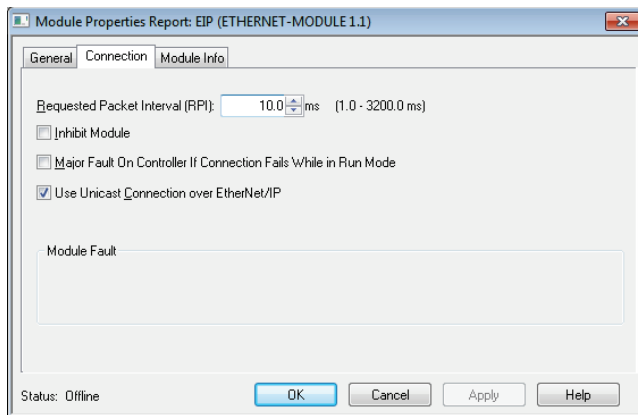 Module Properties Report: EIP (ETHERNET-MODULE 1.1)
General Connection Module Info
Requested Packet Interval (RPI): 10.0 ms (1.0 - 3200.0 ms)
Inhibit Module
Major Fault On Controller If Connection Fails While in Run Mode
Use Unicast Connection over EtherNet/IP
Module Fault
Status: Offline OK Cancel Apply Help